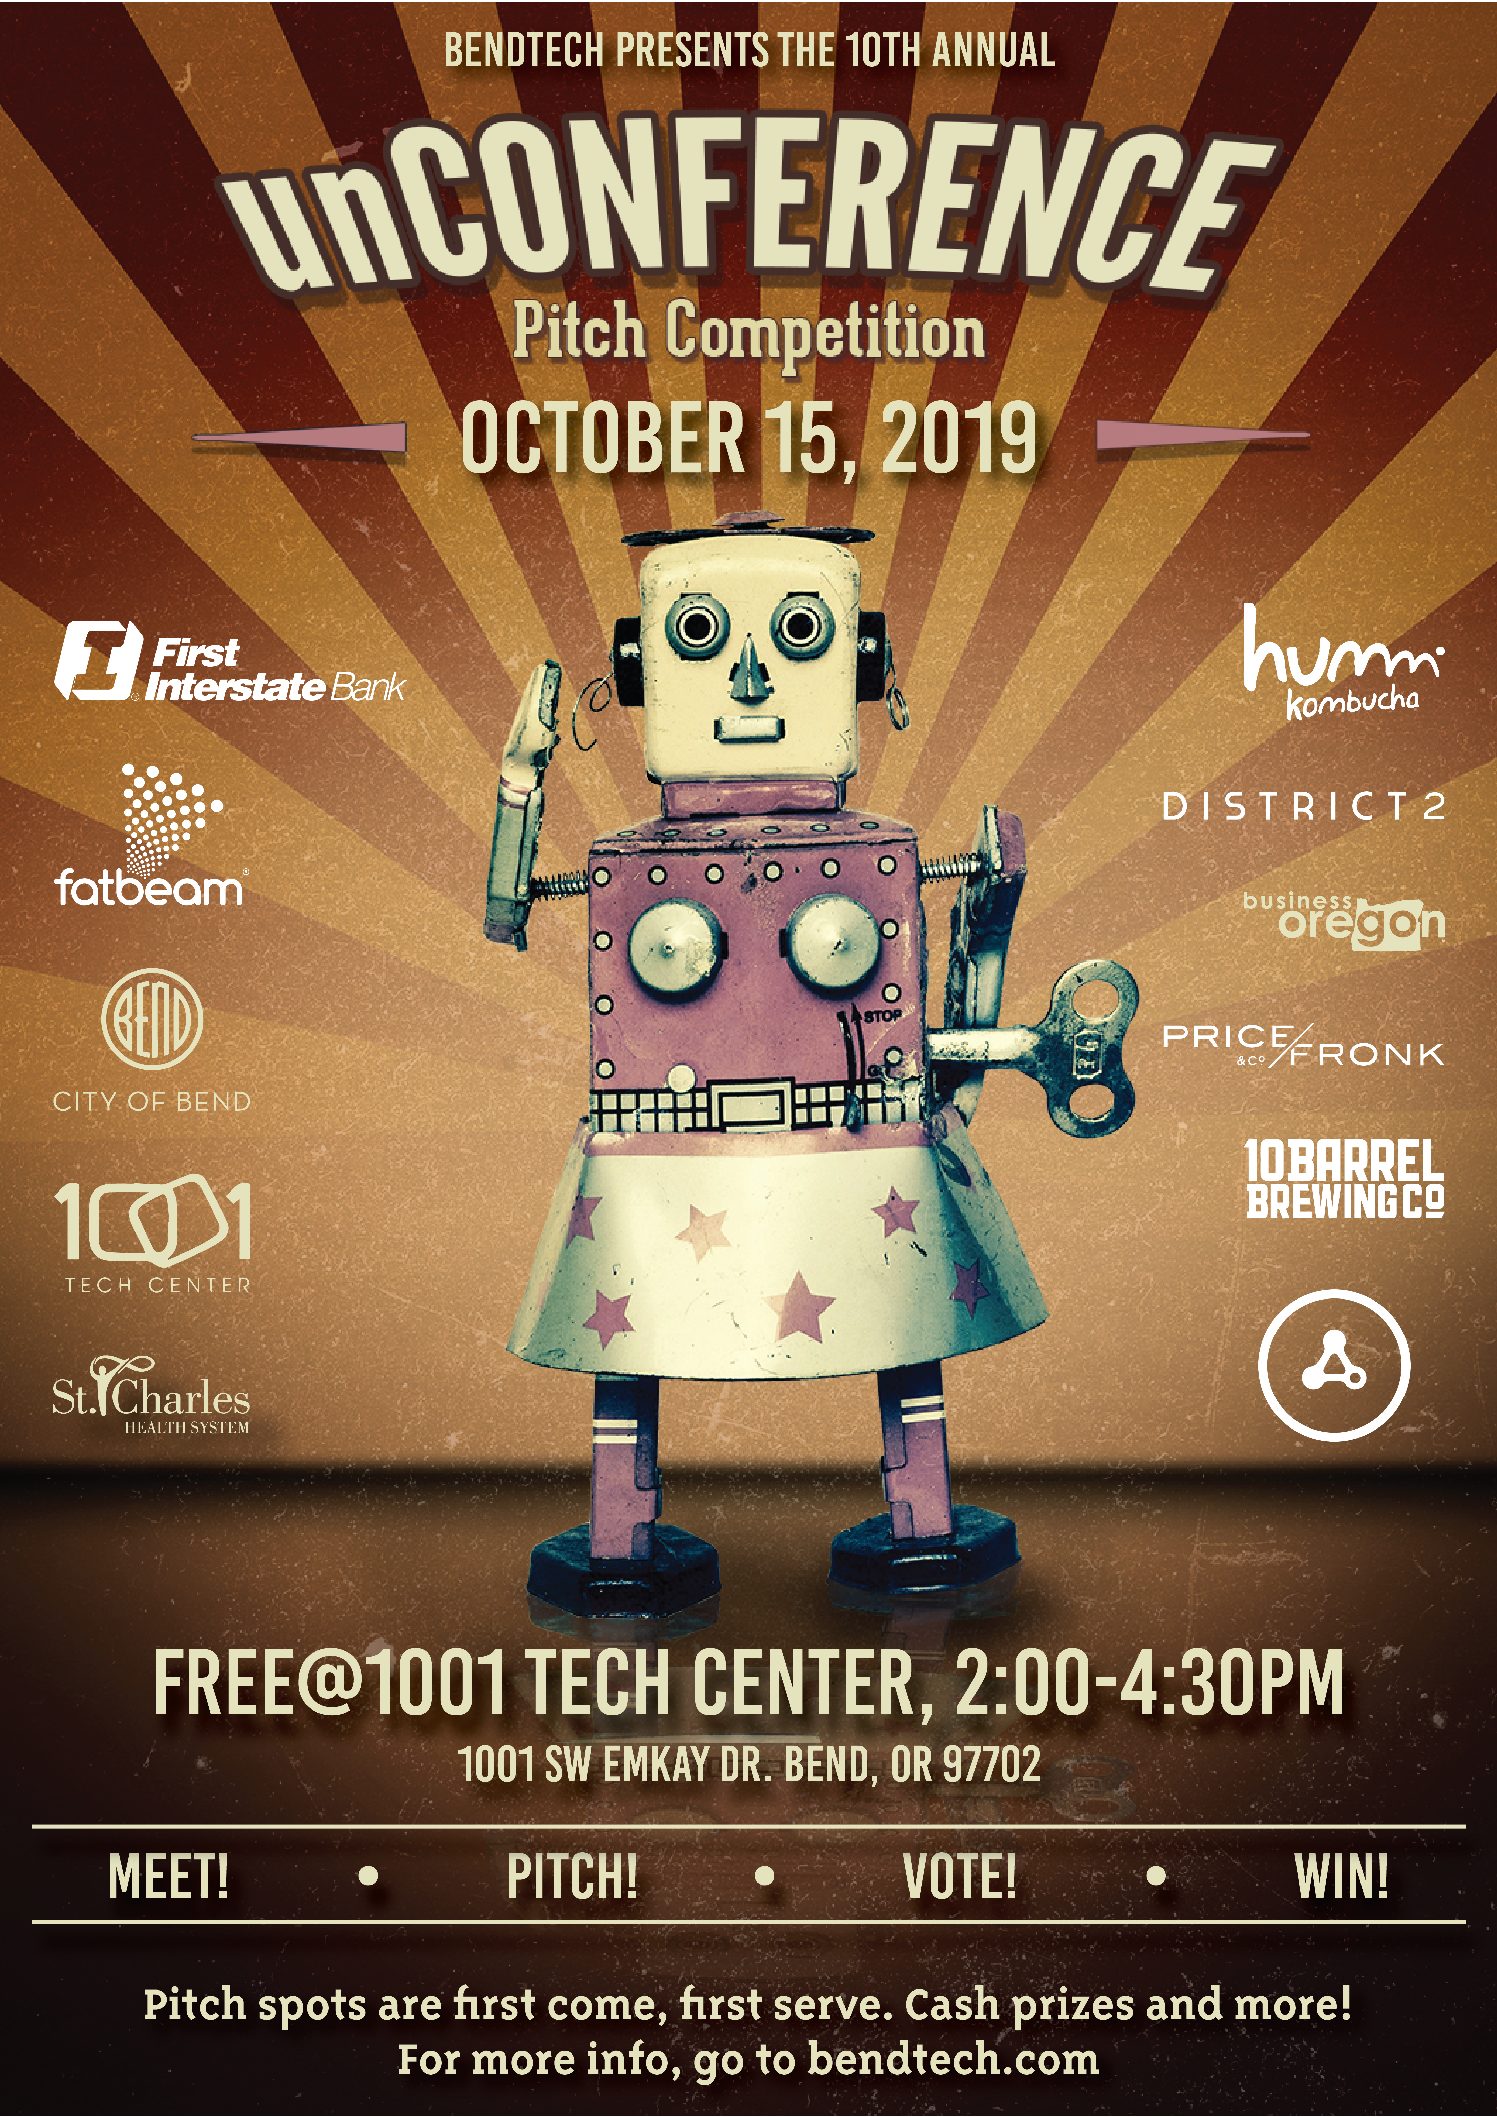 BENDTECH PRESENTS THE 10TH ANNUAL
unCONFERENCE
Pitch Competition
OCTOBER 15, 2019
First
Interstate Bank
fatbeam
BEND
CITY OF BEND
1001
TECH CENTER
St. Charles
HEALTH SYSTEM
humm
kombucha
DISTRICT 2
business
oregon
PRICE
&CO FRONK
10 BARREL
BREWING CO
STOP
FREE@1001 TECH CENTER, 2:00-4:30PM
1001 SW EMKAY DR. BEND, OR 97702
MEET! • PITCH! • VOTE! • WIN!
Pitch spots are first come, first serve. Cash prizes and more!
For more info, go to bendtech.com